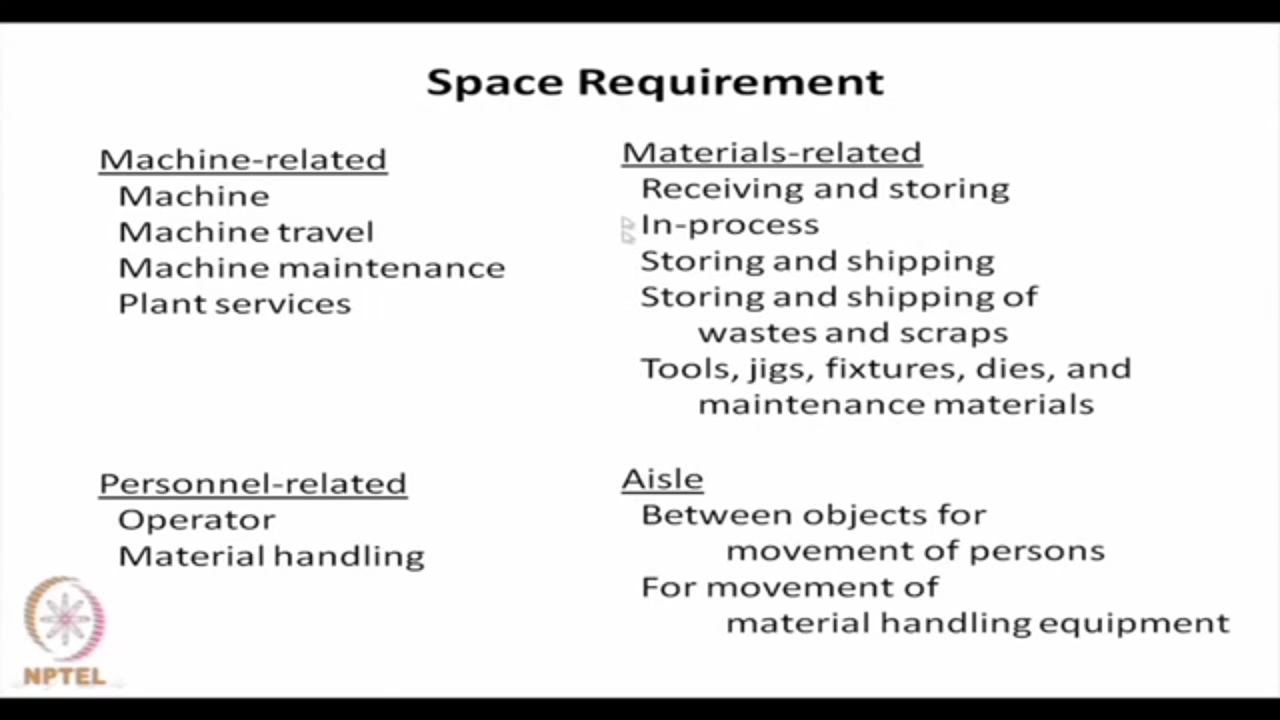 Space Requirement
Machine-related
Machine
Machine travel
Machine maintenance
Plant services
Materials-related
Receiving and storing
In-process
Storing and shipping
Storing and shipping of
wastes and scraps
Tools, jigs, fixtures, dies, and
maintenance materials
Personnel-related
Operator
Material handling
Aisle
Between objects for
movement of persons
For movement of
material handling equipment
NPTEL